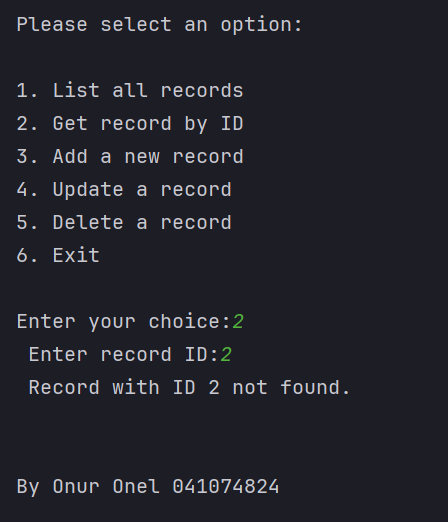 Please select an option:
1. List all records
2. Get record by ID
3. Add a new record
4. Update a record
5. Delete a record
6. Exit
Enter your choice:2
Enter record ID:2
Record with ID 2 not found.
By Onur Onel 041074824